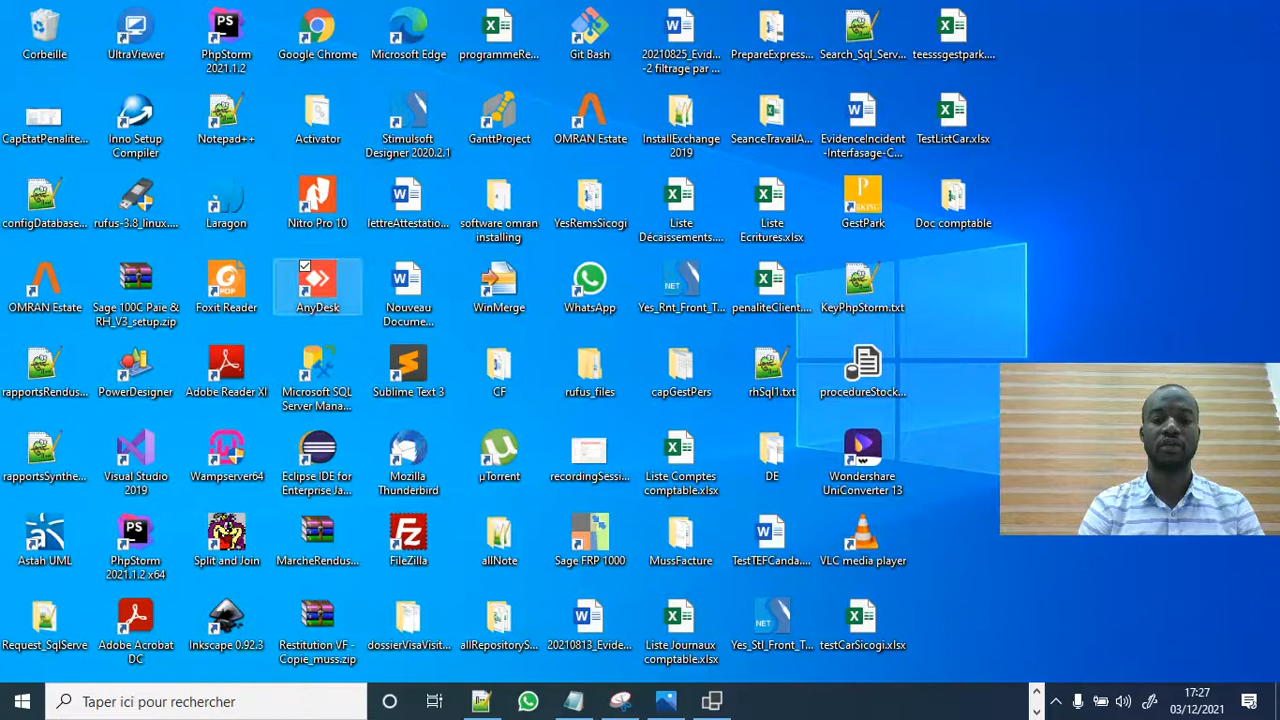 Corbeille
UltraViewer
PhpStorm
2021.1.2
Google Chrome
Microsoft Edge
programmeRe...
Git Bash
20210825_Evid...
-2 filtrage par ...
PrepareExpress...
Search_Sql_Serv...
teesssgestpark....
CapEtatPenalite...
Inno Setup
Compiler
Notepad++
Activator
Stimulsoft
Designer 2020.2.1
GanttProject
OMRAN Estate
InstallExchange
2019
SeanceTravailA...
EvidenceIncident
-Interfasage-C...
TestListCar.xlsx
configDatabase...
rufus-3.8_linux....
Laragon
Nitro Pro 10
lettreAttestatio...
software omran
installing
YesRemsSicogi
Liste
Décaissements....
Liste
Ecritures.xlsx
GestPark
Doc comptable
OMRAN Estate
Sage 100C Paie &
RH_V3_setup.zip
Foxit Reader
AnyDesk
Nouveau
Docume...
WinMerge
WhatsApp
Yes_Rnt_Front_T...
penaliteClient....
KeyPhpStorm.txt
rapportsRendus...
PowerDesigner
Adobe Reader XI
Microsoft SQL
Server Mana...
Sublime Text 3
CF
rufus_files
capGestPers
rhSql1.txt
procedureStock...
rapportsSynthe...
Visual Studio
2019
Wampserver64
Eclipse IDE for
Enterprise Ja...
Mozilla
Thunderbird
µTorrent
recordingSessi...
Liste Comptes
comptable.xlsx
DE
Wondershare
UniConverter 13
Astah UML
PhpStorm
2021.1.2 x64
Split and Join
MarcheRendus...
FileZilla
allNote
Sage FRP 1000
MussFacture
TestTEFCanda....
VLC media player
Request_SqlServe
Adobe Acrobat
DC
Inkscape 0.92.3
Restitution VF -
Copie_muss.zip
dossierVisaVisit...
allRepositoryS...
20210813_Evide...
Liste Journaux
comptable.xlsx
Yes_Stl_Front_T...
testCarSicogi.xlsx
Taper ici pour rechercher
17:27
03/12/2021